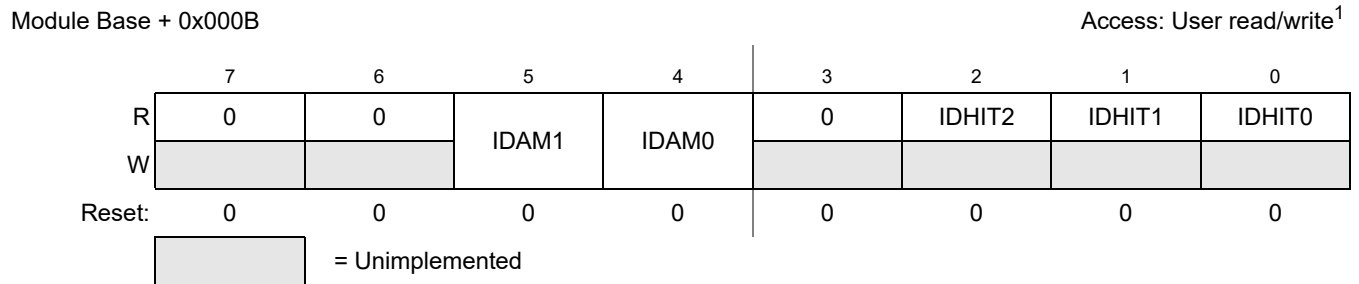 Module Base + 0x000B Access: User read/write1
7 6 5 4 3 2 1 0
R 0 0 IDAM1 IDAM0 0 IDHIT2 IDHIT1 IDHIT0
W
Reset: 0 0 0 0 0 0 0 0
= Unimplemented